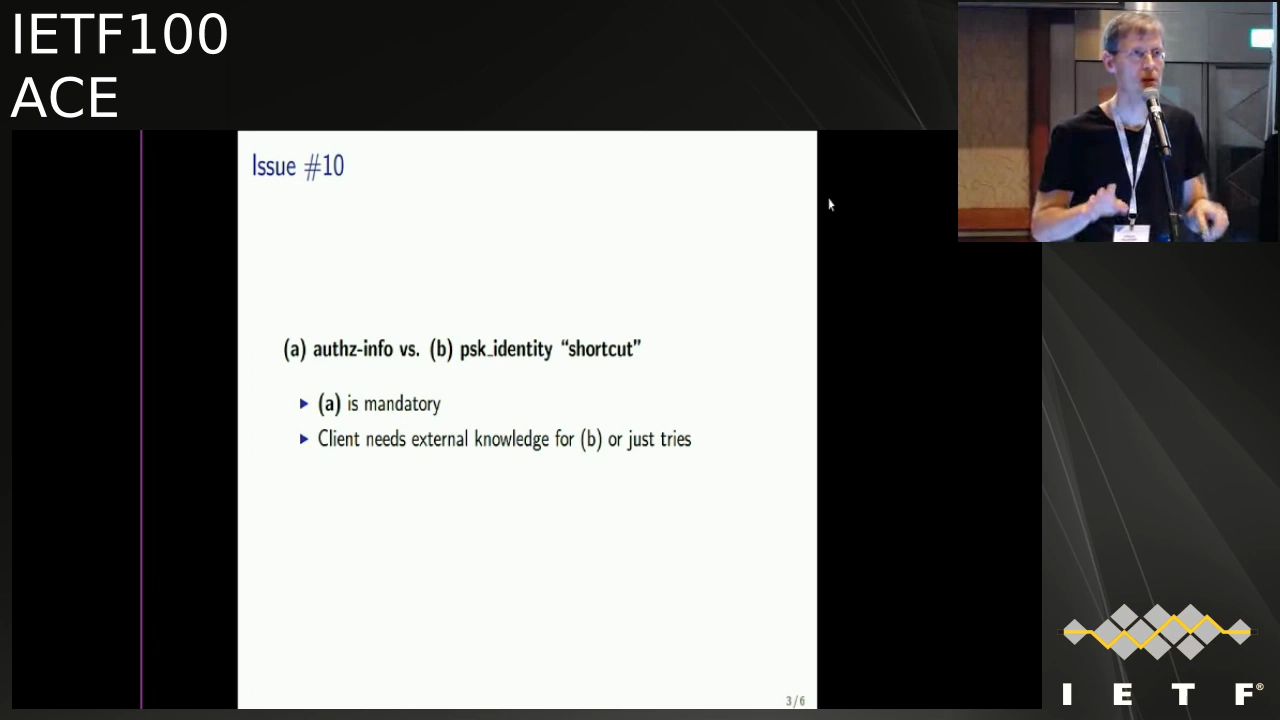 IETF100
ACE
Issue #10
(a) authz-info vs. (b) psk_identity “shortcut”
(a) is mandatory
Client needs external knowledge for (b) or just tries
3/6
I E T F®